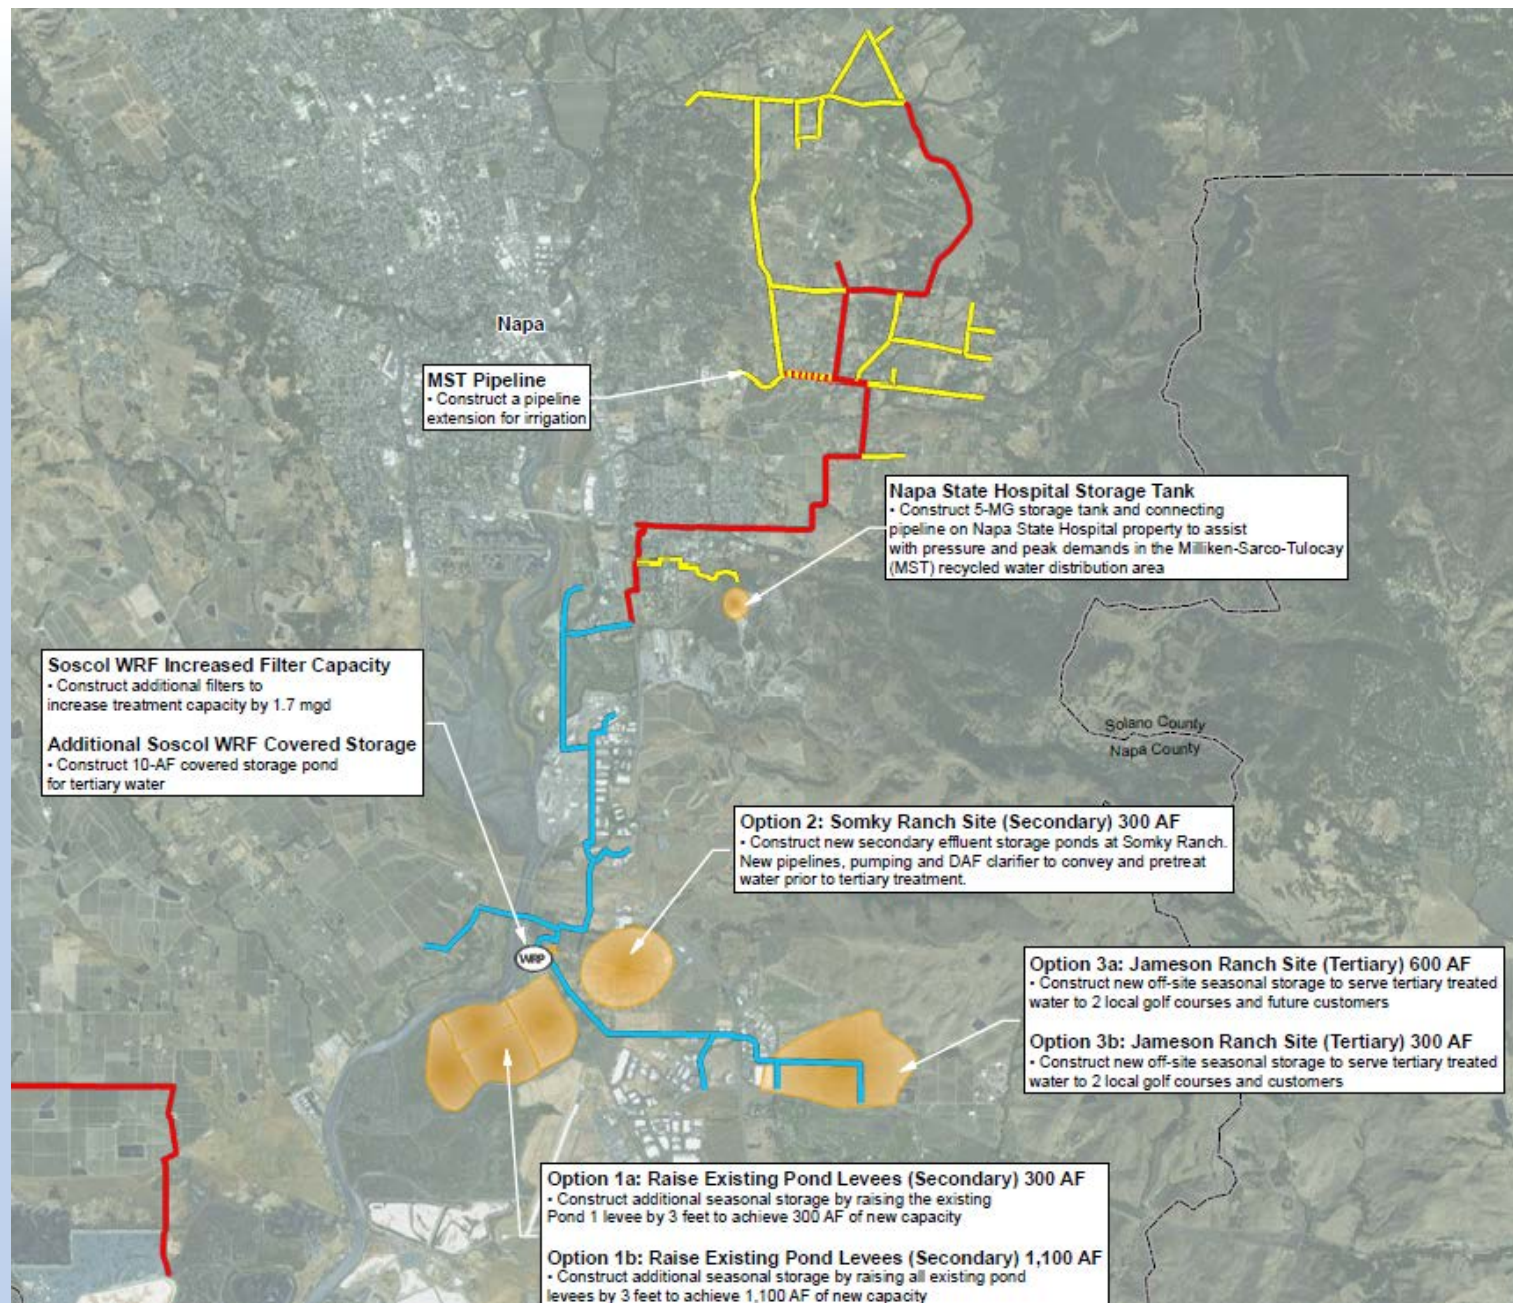 Napa
MST Pipeline
• Construct a pipeline
extension for irrigation
Napa State Hospital Storage Tank
• Construct 5-MG storage tank and connecting
pipeline on Napa State Hospital property to assist
with pressure and peak demands in the Milliken-Sarco-Tulocay
(MST) recycled water distribution area
Soscol WRF Increased Filter Capacity
• Construct additional filters to
increase treatment capacity by 1.7 mgd
Additional Soscol WRF Covered Storage
• Construct 10-AF covered storage pond
for tertiary water
Solano County
Napa County
Option 2: Somky Ranch Site (Secondary) 300 AF
• Construct new secondary effluent storage ponds at Somky Ranch.
New pipelines, pumping and DAF clarifier to convey and pretreat
water prior to tertiary treatment.
WRP
Option 3a: Jameson Ranch Site (Tertiary) 600 AF
• Construct new off-site seasonal storage to serve tertiary treated
water to 2 local golf courses and future customers
Option 3b: Jameson Ranch Site (Tertiary) 300 AF
• Construct new off-site seasonal storage to serve tertiary treated
water to 2 local golf courses and customers
Option 1a: Raise Existing Pond Levees (Secondary) 300 AF
• Construct additional seasonal storage by raising the existing
Pond 1 levee by 3 feet to achieve 300 AF of new capacity
Option 1b: Raise Existing Pond Levees (Secondary) 1,100 AF
• Construct additional seasonal storage by raising all existing pond
levees by 3 feet to achieve 1,100 AF of new capacity